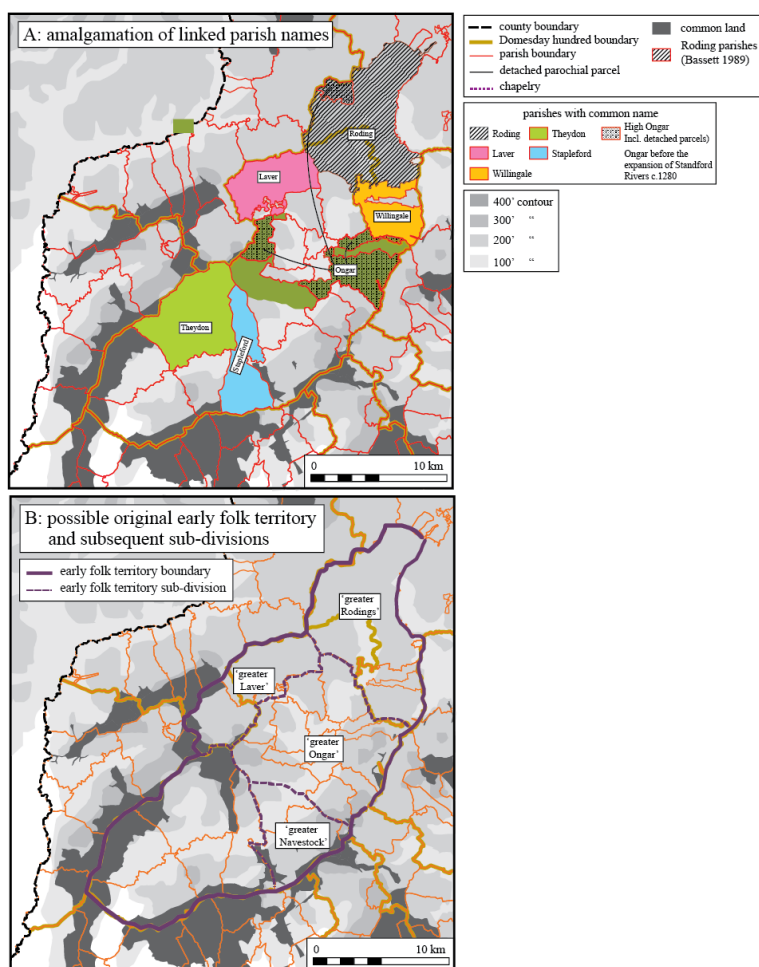 A: amalgamation of linked parish names
Roding
Laver
Willingale
Ongar
Theydon
Stapleford
0 10 km
county boundary
Domesday hundred boundary
parish boundary
detached parochial parcel
chapelry
common land
Roding parishes
(Bassett 1989)
parishes with common name
Roding
Laver
Willingale
Theydon
Stapleford
High Ongar
Incl. detached parcels)
Ongar before the
expansion of Standford
Rivers c.1280
400' contour
300' "
200' "
100' "
B: possible original early folk territory
and subsequent sub-divisions
early folk territory boundary
early folk territory sub-division
'greater
Rodings'
'greater
Laver'
'greater
Ongar'
'greater
Navestock'
0 10 km